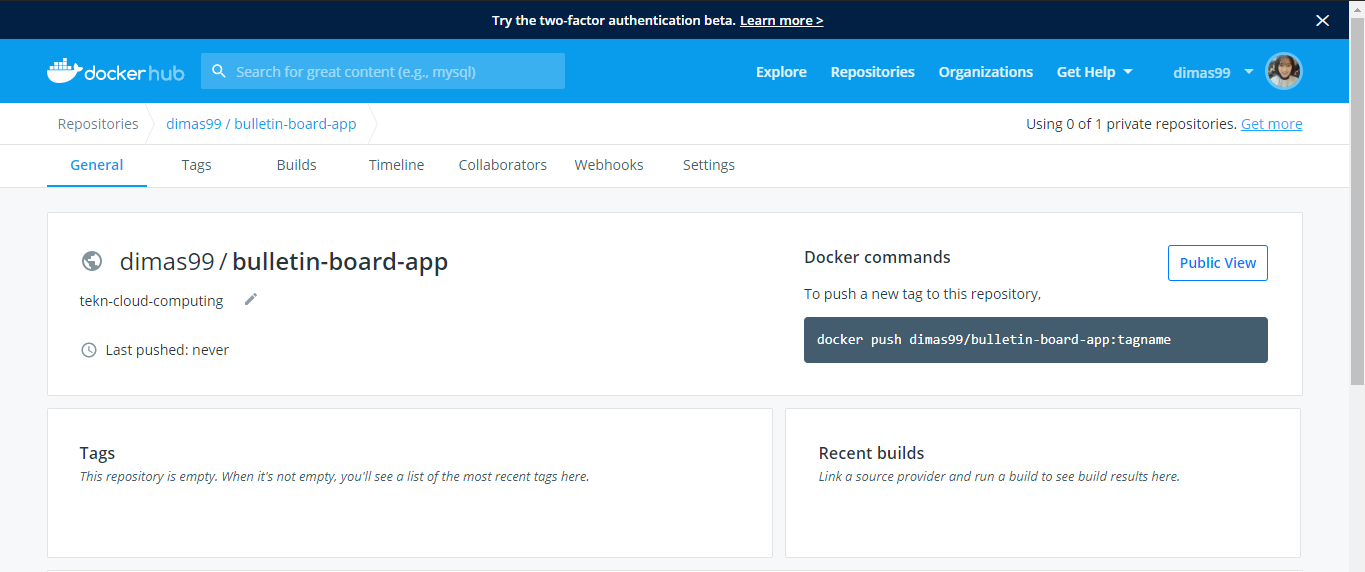 Try the two-factor authentication beta. Learn more >
dockerhub
Search for great content (e.g., mysql)
Explore
Repositories
Organizations
Get Help
dimas99
Repositories
dimas99 / bulletin-board-app
Using 0 of 1 private repositories. Get more
General
Tags
Builds
Timeline
Collaborators
Webhooks
Settings
dimas99 / bulletin-board-app
tekn-cloud-computing
Last pushed: never
Docker commands
Public View
To push a new tag to this repository,
docker push dimas99/bulletin-board-app:tagname
Tags
This repository is empty. When it's not empty, you'll see a list of the most recent tags here.
Recent builds
Link a source provider and run a build to see build results here.